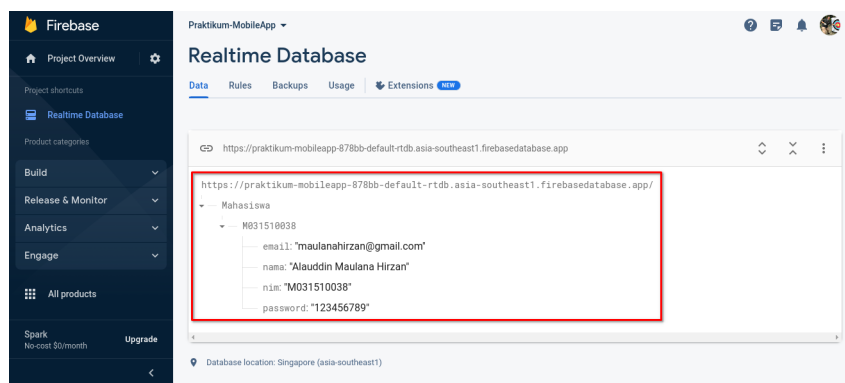 Firebase
Project Overview
Project shortcuts
Realtime Database
Product categories
Build
Release & Monitor
Analytics
Engage
All products
Spark
No-cost $0/month
Upgrade
Praktikum-MobileApp
Realtime Database
Data Rules Backups Usage Extensions NEW
https://praktikum-mobileapp-878bb-default-rtdb.asia-southeast1.firebasedatabase.app
https://praktikum-mobileapp-878bb-default-rtdb.asia-southeast1.firebasedatabase.app/
Mahasiswa
M031510038
email: "maulanahirzan@gmail.com"
nama: "Alauddin Maulana Hirzan"
nim: "M031510038"
password: "123456789"
Database location: Singapore (asia-southeast1)